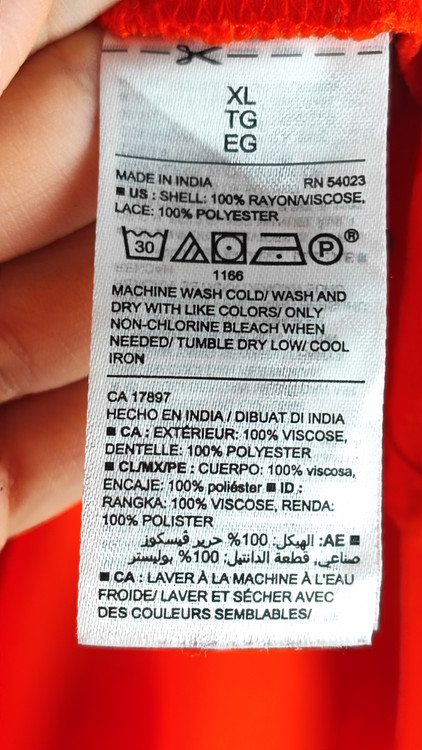 XL
TG
EG
MADE IN INDIA RN 54023
■ US : SHELL: 100% RAYON/VISCOSE,
LACE: 100% POLYESTER
30 P ®
1166
MACHINE WASH COLD/ WASH AND
DRY WITH LIKE COLORS/ ONLY
NON-CHLORINE BLEACH WHEN
NEEDED/ TUMBLE DRY LOW/ COOL
IRON
CA 17897
HECHO EN INDIA / DIBUAT DI INDIA
■ CA : EXTÉRIEUR: 100% VISCOSE,
DENTELLE: 100% POLYESTER
■ CL/MX/PE : CUERPO: 100% viscosa,
ENCAJE: 100% poliéster ■ ID :
RANGKA: 100% VISCOSE, RENDA:
100% POLISTER
■ AE: الهيكل: 100% حرير ڤيسكوز
صناعي, قطعة الدانتيل: 100% بوليستر
■ CA : LAVER À LA MACHINE À L'EAU
FROIDE/ LAVER ET SÉCHER AVEC
DES COULEURS SEMBLABLES/